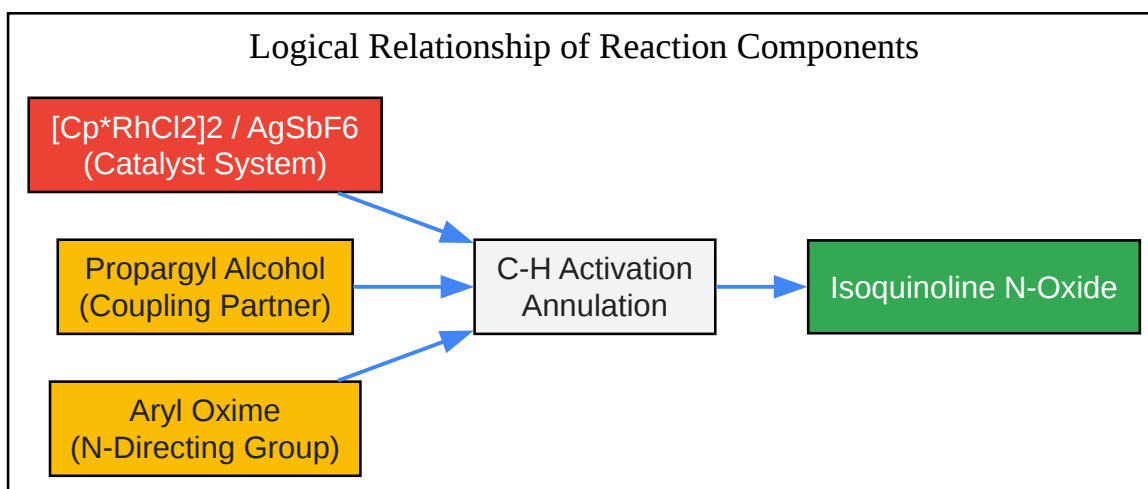 Logical Relationship of Reaction Components
[Cp*RhCl2]2 / AgSbF6
(Catalyst System)
Propargyl Alcohol
(Coupling Partner)
Aryl Oxime
(N-Directing Group)
C-H Activation
Annulation
Isoquinoline N-Oxide